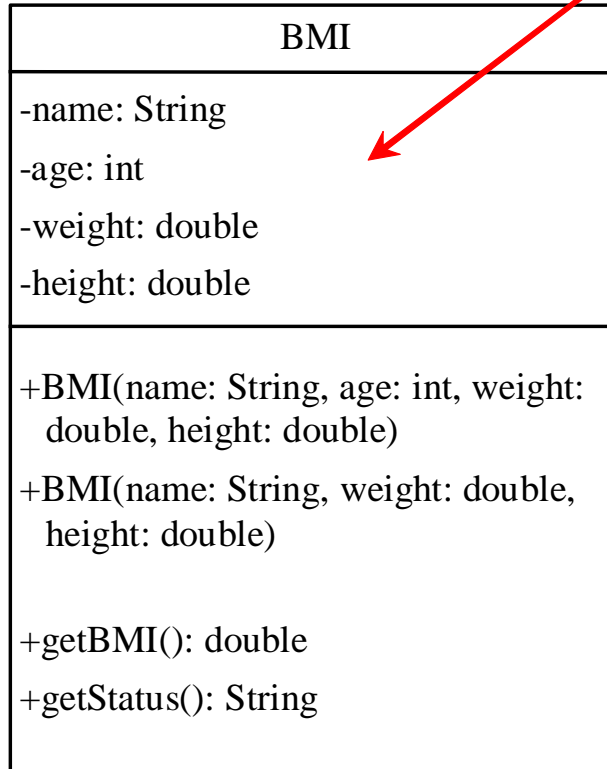 BMI
-name: String
-age: int
-weight: double
-height: double
+BMI(name: String, age: int, weight:
double, height: double)
+BMI(name: String, weight: double,
height: double)
+getBMI(): double
+getStatus(): String